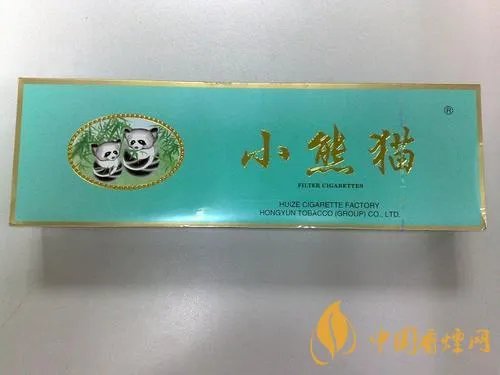 小熊猫
®
FILTER CIGARETTES
HUIZE CIGARETTE FACTORY
HONGYUN TOBACCO (GROUP) CO., LTD.
中国香烟网